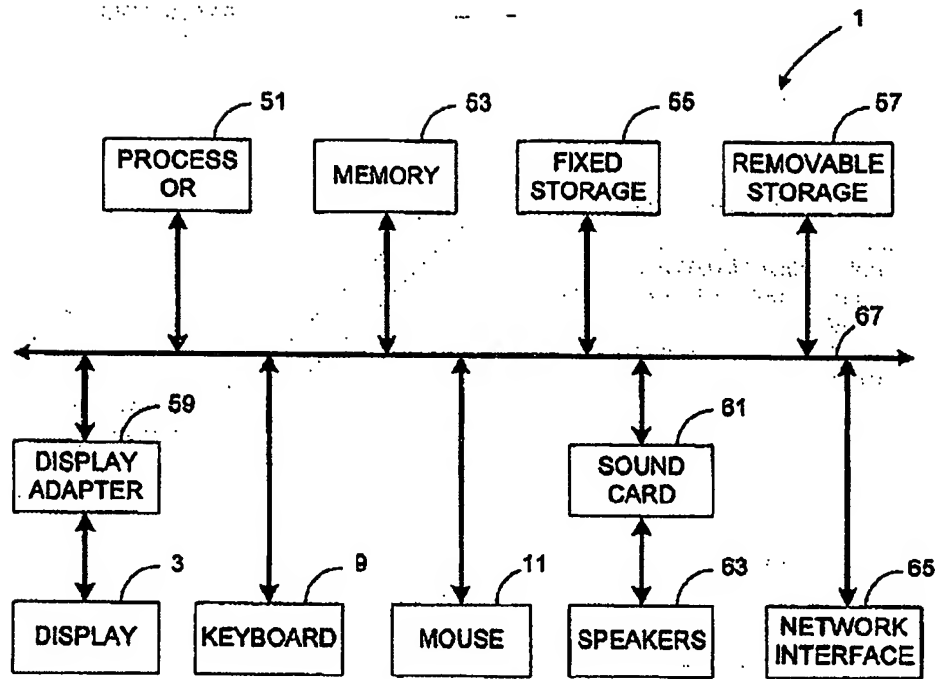 1
51
53
55
57
PROCESS
OR
MEMORY
FIXED
STORAGE
REMOVABLE
STORAGE
67
59
61
DISPLAY
ADAPTER
SOUND
CARD
3
9
11
63
65
DISPLAY
KEYBOARD
MOUSE
SPEAKERS
NETWORK
INTERFACE